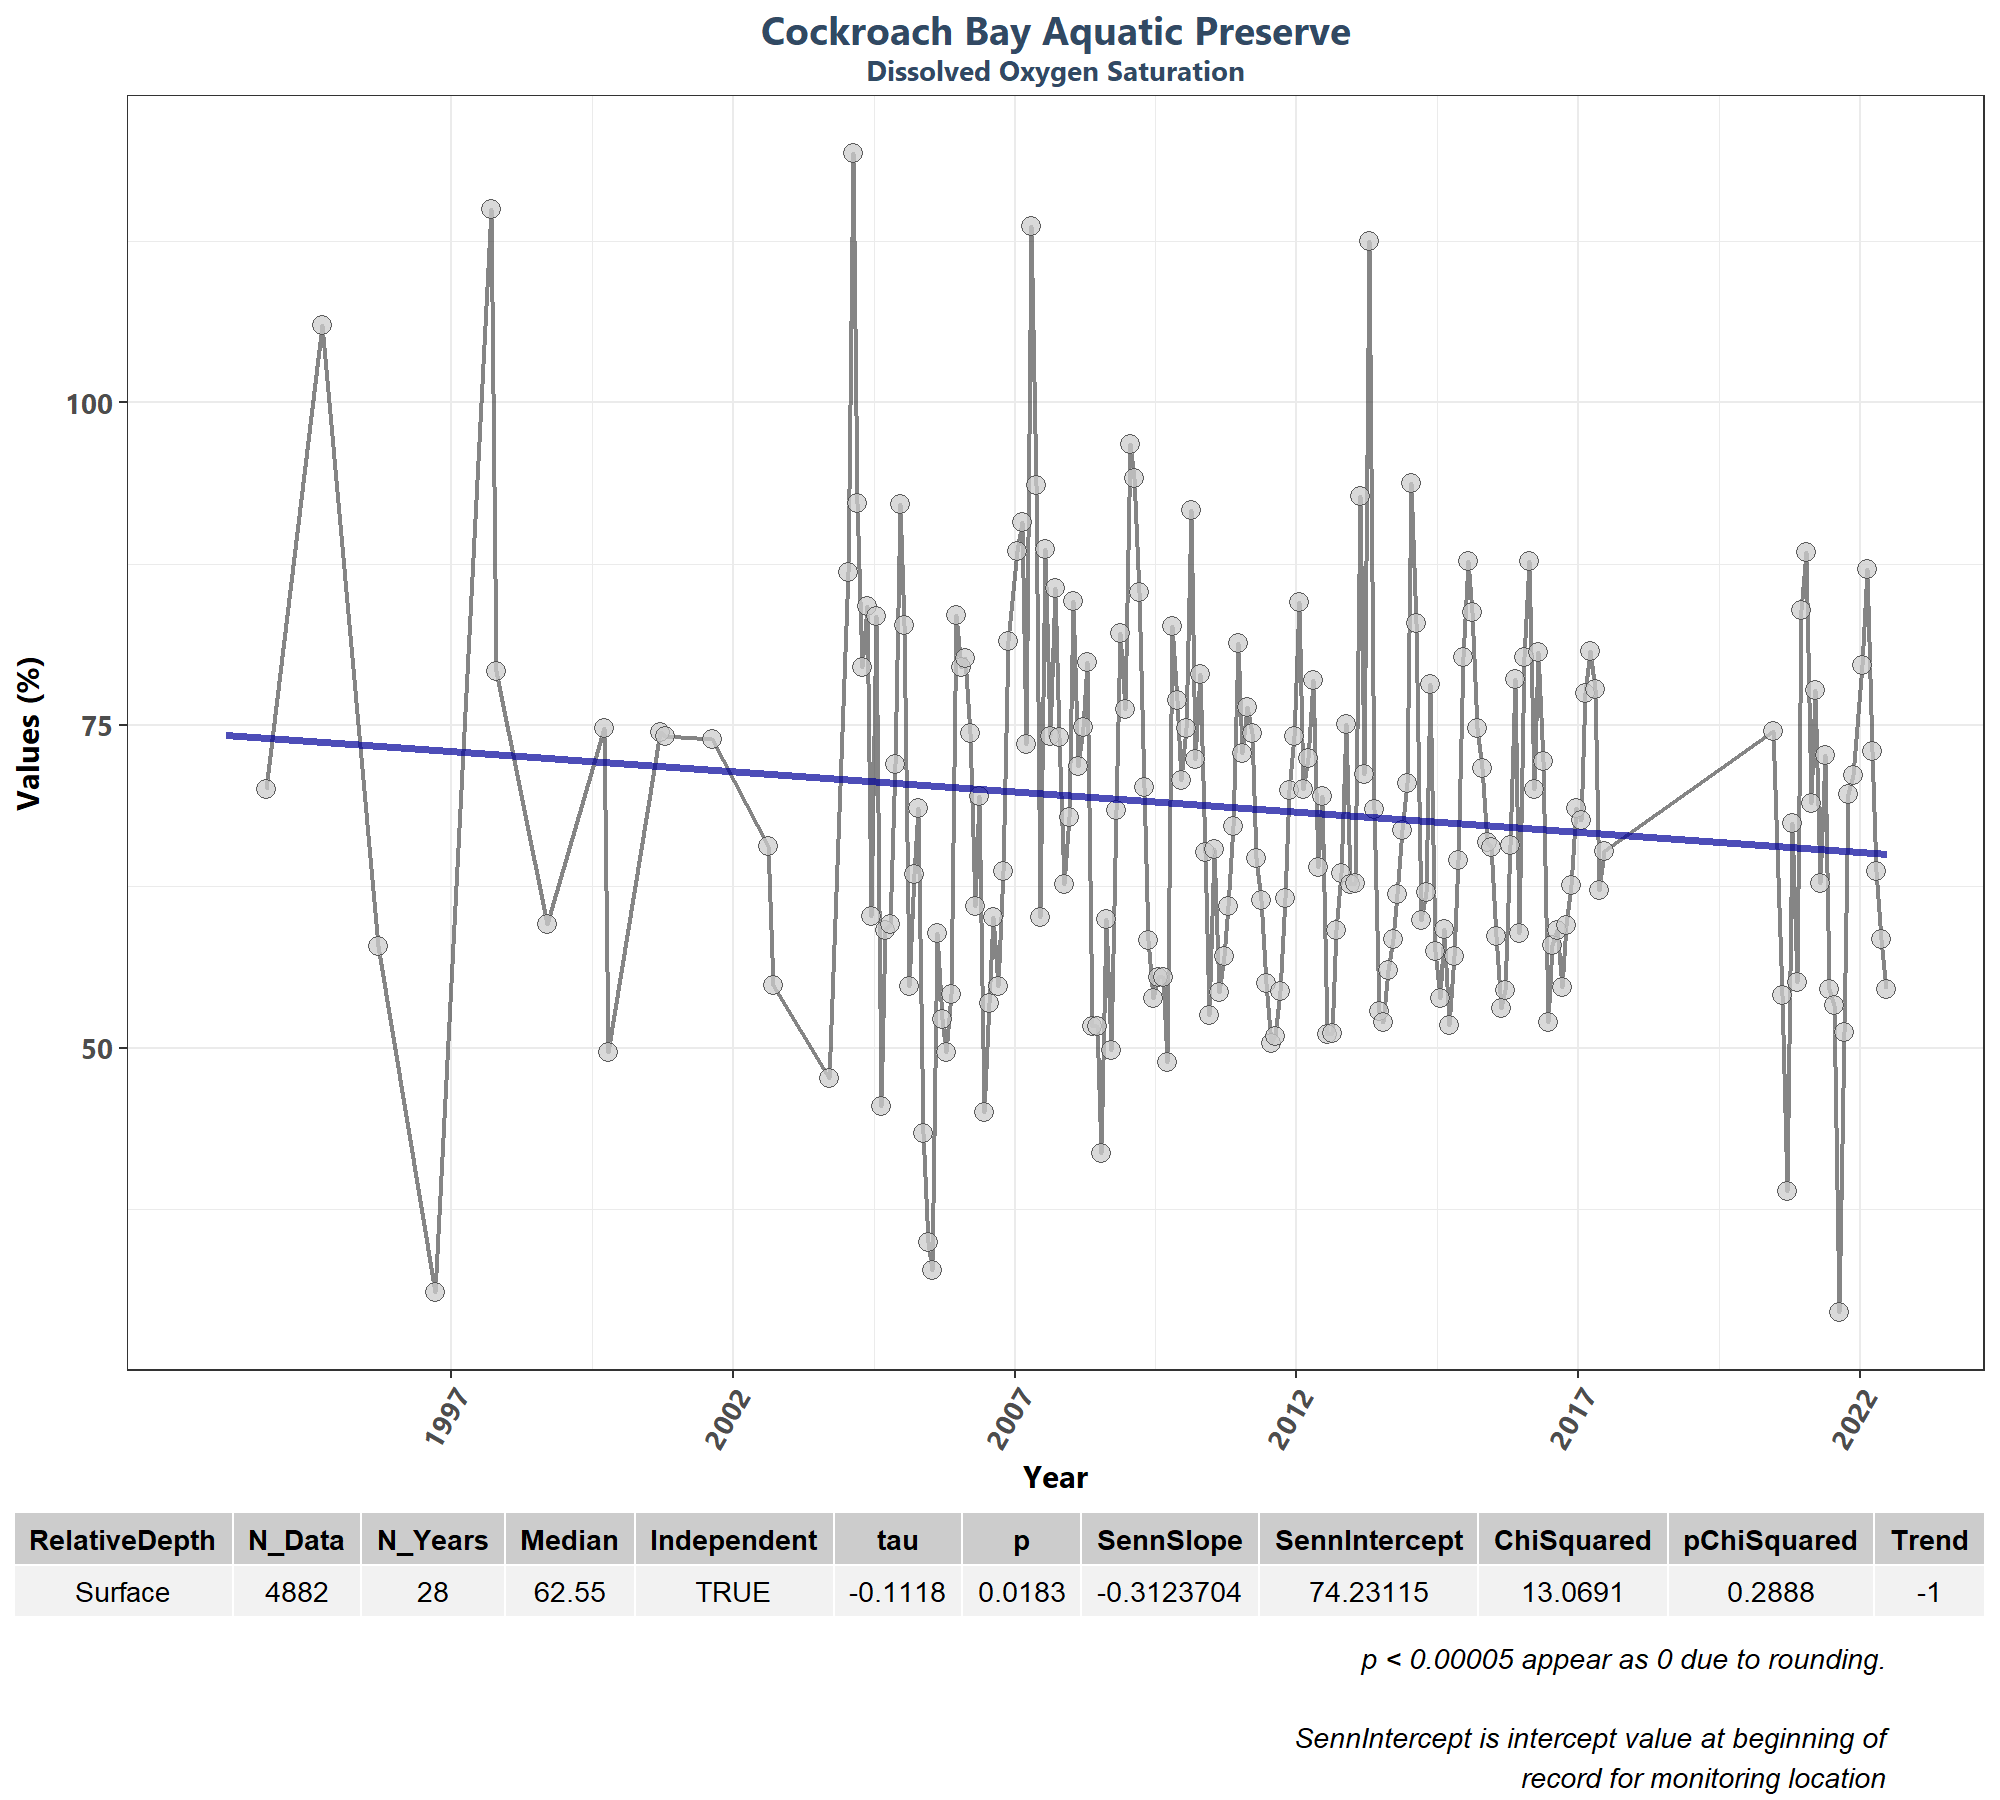 Cockroach Bay Aquatic Preserve
Dissolved Oxygen Saturation
Values (%)
100
75
50
1997
2002
2007
2012
2017
2022
Year
RelativeDepth N_Data N_Years Median Independent tau p SennSlope SennIntercept ChiSquared pChiSquared Trend
Surface 4882 28 62.55 TRUE -0.1118 0.0183 -0.3123704 74.23115 13.0691 0.2888 -1
p < 0.00005 appear as 0 due to rounding.
SennIntercept is intercept value at beginning of
record for monitoring location